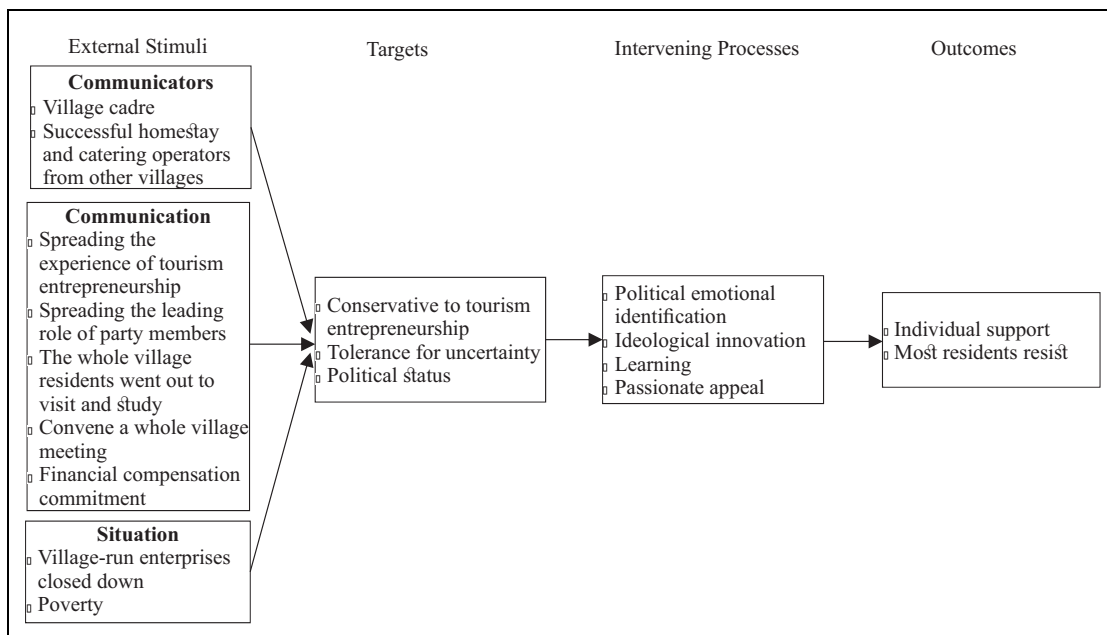 External Stimuli
Targets
Intervening Processes
Outcomes
Communicators
Village cadre
Successful homestay
and catering operators
from other villages
Communication
Spreading the
experience of tourism
entrepreneurship
Spreading the leading
role of party members
The whole village
residents went out to
visit and study
Convene a whole village
meeting
Financial compensation
commitment
Situation
Village-run enterprises
closed down
Poverty
Conservative to tourism
entrepreneurship
Tolerance for uncertainty
Political status
Political emotional
identification
Ideological innovation
Learning
Passionate appeal
Individual support
Most residents resist